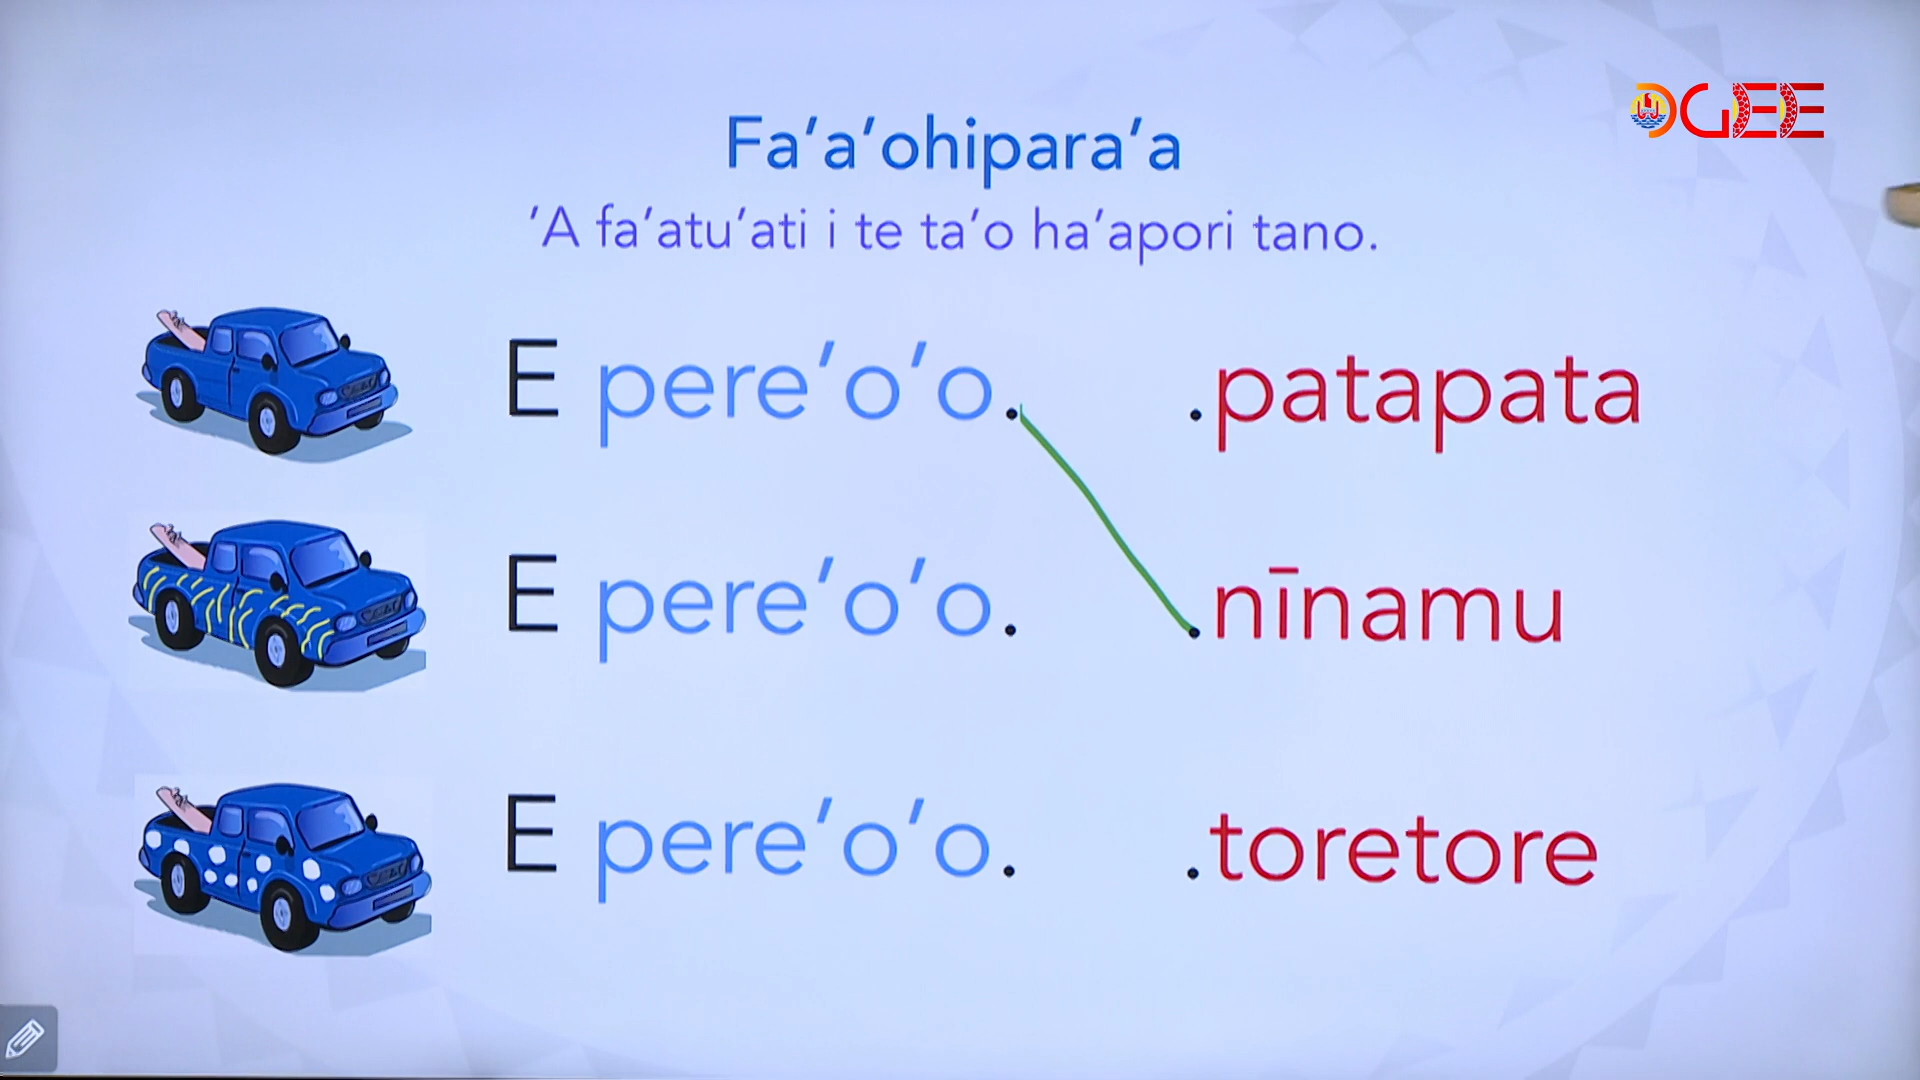 DGEE
Fa’a’ohipara’a
’A fa’atu’ati i te ta’o ha’apori tano.
E pere’o’o. .patapata
E pere’o’o. .nīnamu
E pere’o’o. .toretore